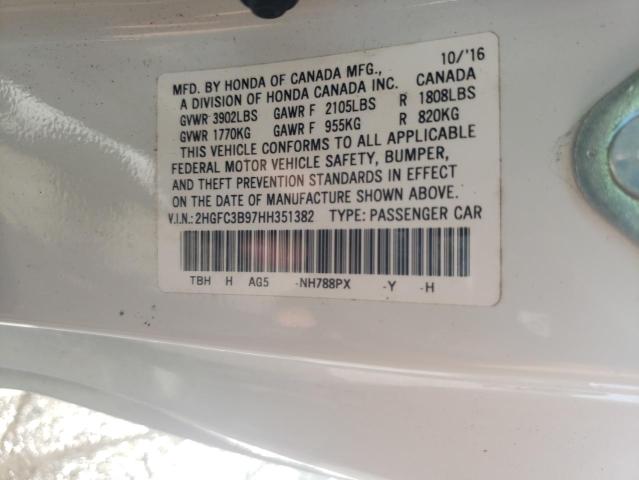 10/'16
MFD. BY HONDA OF CANADA MFG., CANADA
A DIVISION OF HONDA CANADA INC.
GVWR 3902LBS GAWR F 2105LBS R 1808LBS
GVWR 1770KG GAWR F 955KG R 820KG
THIS VEHICLE CONFORMS TO ALL APPLICABLE
FEDERAL MOTOR VEHICLE SAFETY, BUMPER,
AND THEFT PREVENTION STANDARDS IN EFFECT
ON THE DATE OF MANUFACTURE SHOWN ABOVE.
V.I.N.: 2HGFC3B97HH351382 TYPE: PASSENGER CAR
TBH H AG5 -NH788PX -Y -H